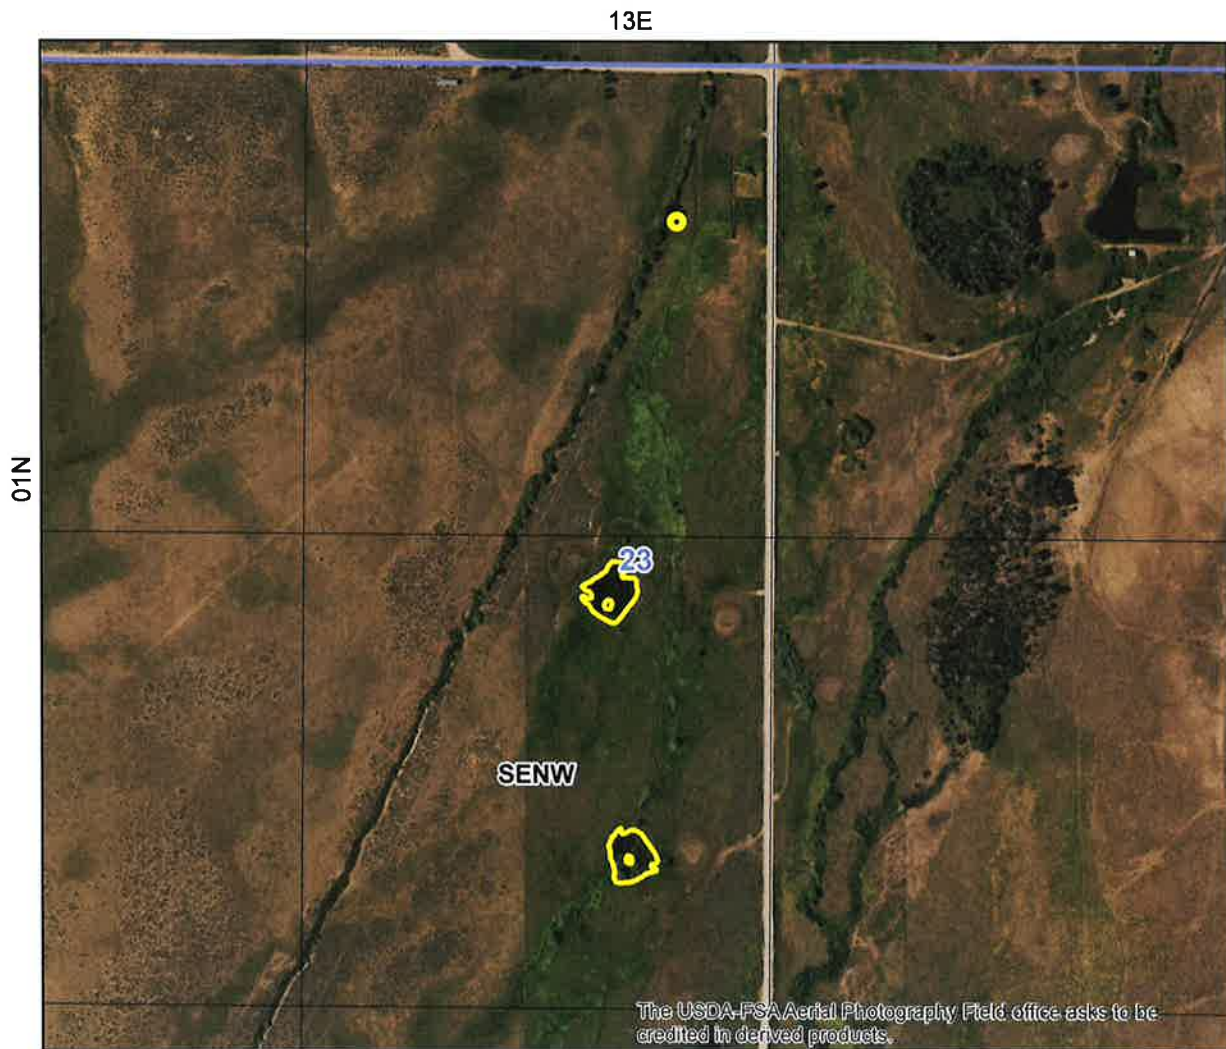 13E
01N
23
SENW
The USDA-FSA Aerial Photography Field office asks to be
credited in derived products.